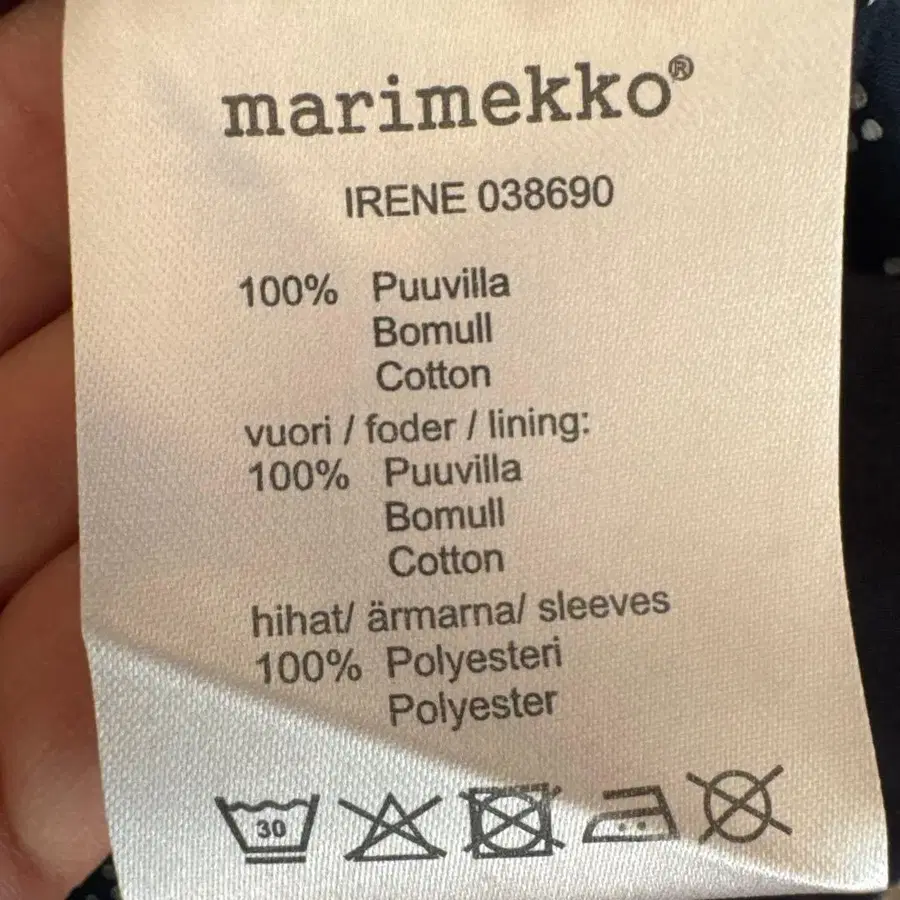 marimekko®
IRENE 038690
100% Puuvilla
Bomull
Cotton
vuori / foder / lining:
100% Puuvilla
Bomull
Cotton
hihat/ ärmarna/ sleeves
100% Polyesteri
Polyester
30